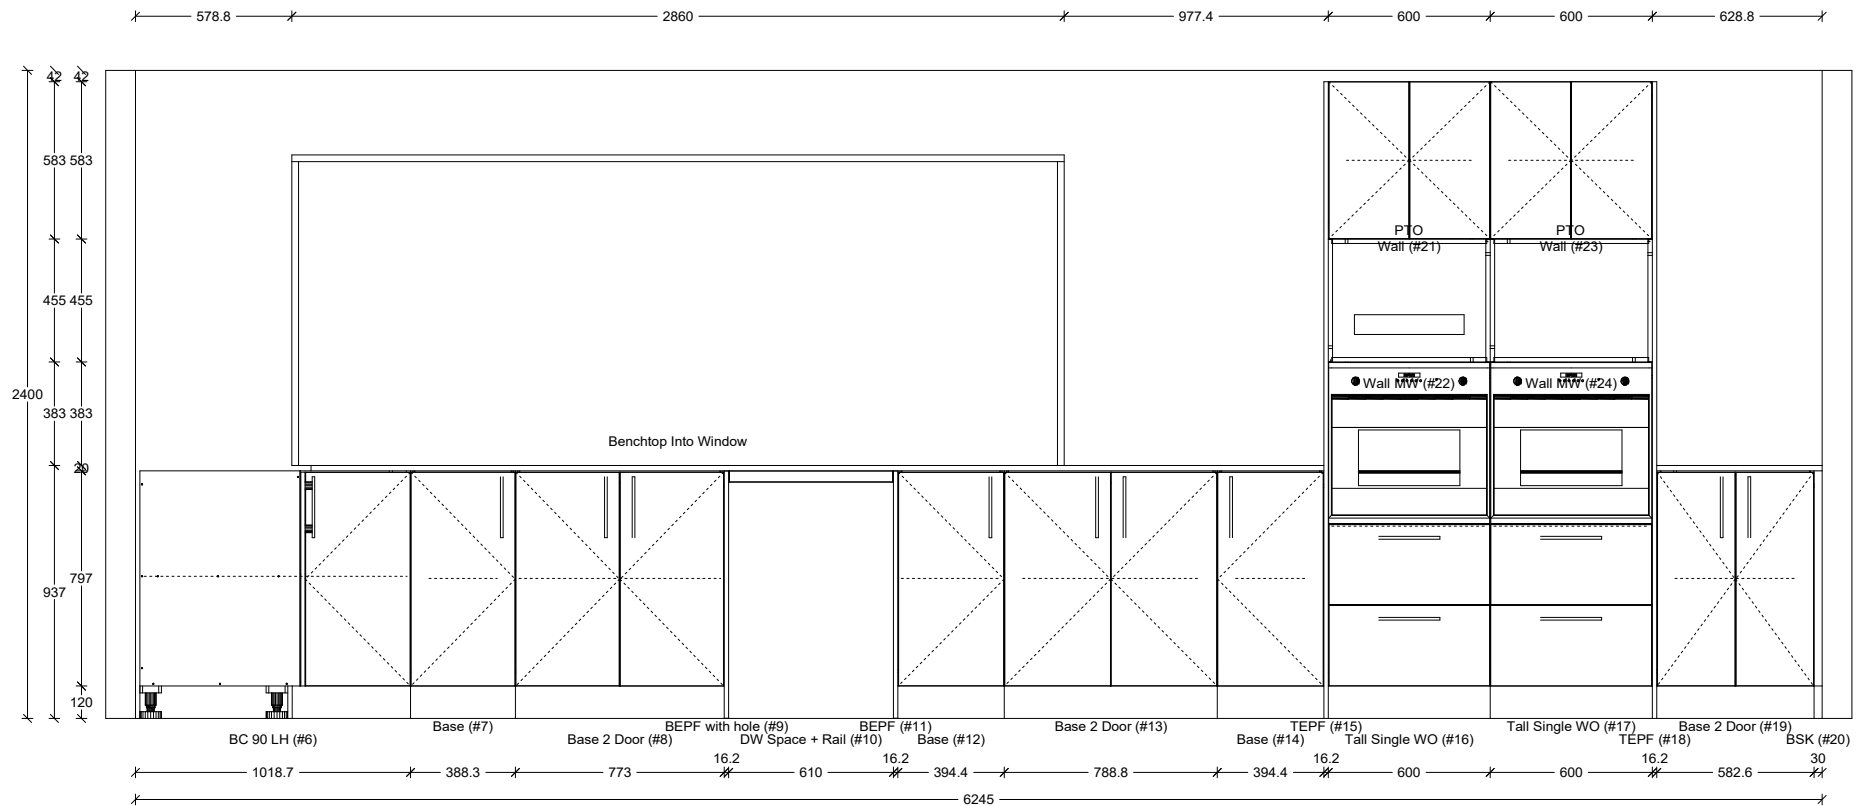 578.8
2860
977.4
600
600
628.8
42
42
583
583
PTO
Wall (#21)
PTO
Wall (#23)
455
455
2400
383
383
Wall MW (#22)
Wall MW (#24)
Benchtop Into Window
20
797
937
120
Base (#7)
BEPF with hole (#9)
BEPF (#11)
Base 2 Door (#13)
TEPF (#15)
Tall Single WO (#17)
Base 2 Door (#19)
BC 90 LH (#6)
Base 2 Door (#8)
DW Space + Rail (#10)
Base (#12)
Base (#14)
Tall Single WO (#16)
TEPF (#18)
BSK (#20)
16.2
16.2
16.2
16.2
30
1018.7
388.3
773
610
394.4
788.8
394.4
600
600
582.6
6245